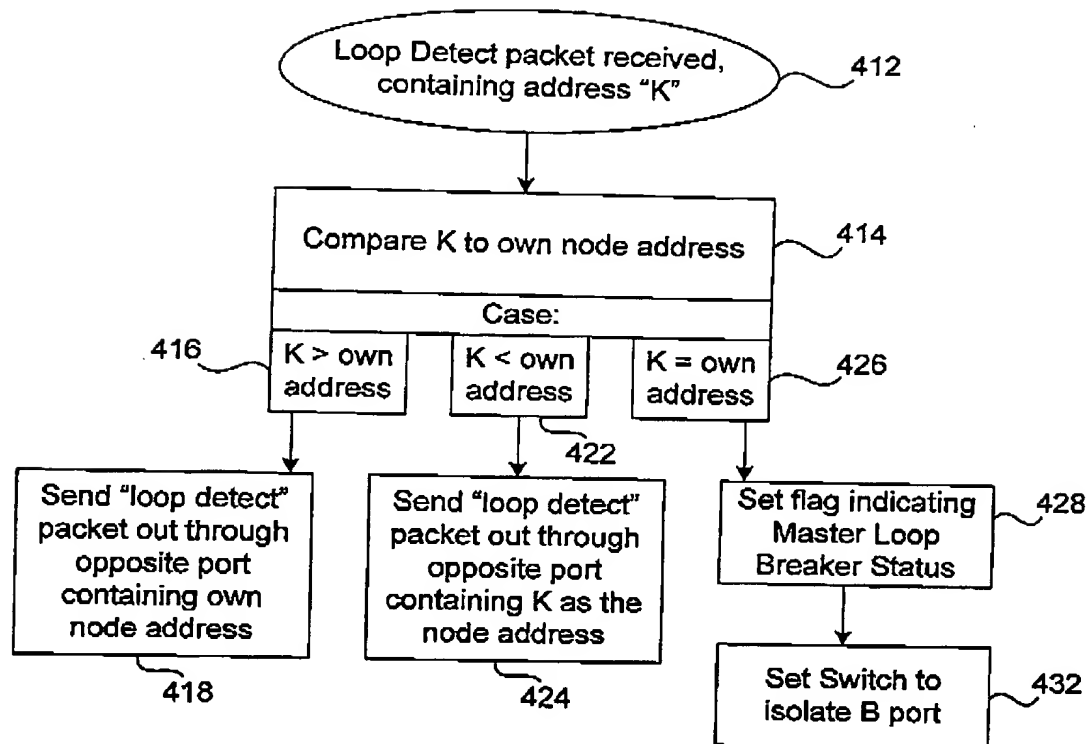 Loop Detect packet received,
containing address "K"
412
Compare K to own node address
414
Case:
416
K > own
address
K < own
address
K = own
address
426
422
Send "loop detect"
packet out through
opposite port
containing own
node address
418
Send "loop detect"
packet out through
opposite port
containing K as the
node address
424
Set flag indicating
Master Loop
Breaker Status
428
Set Switch to
isolate B port
432